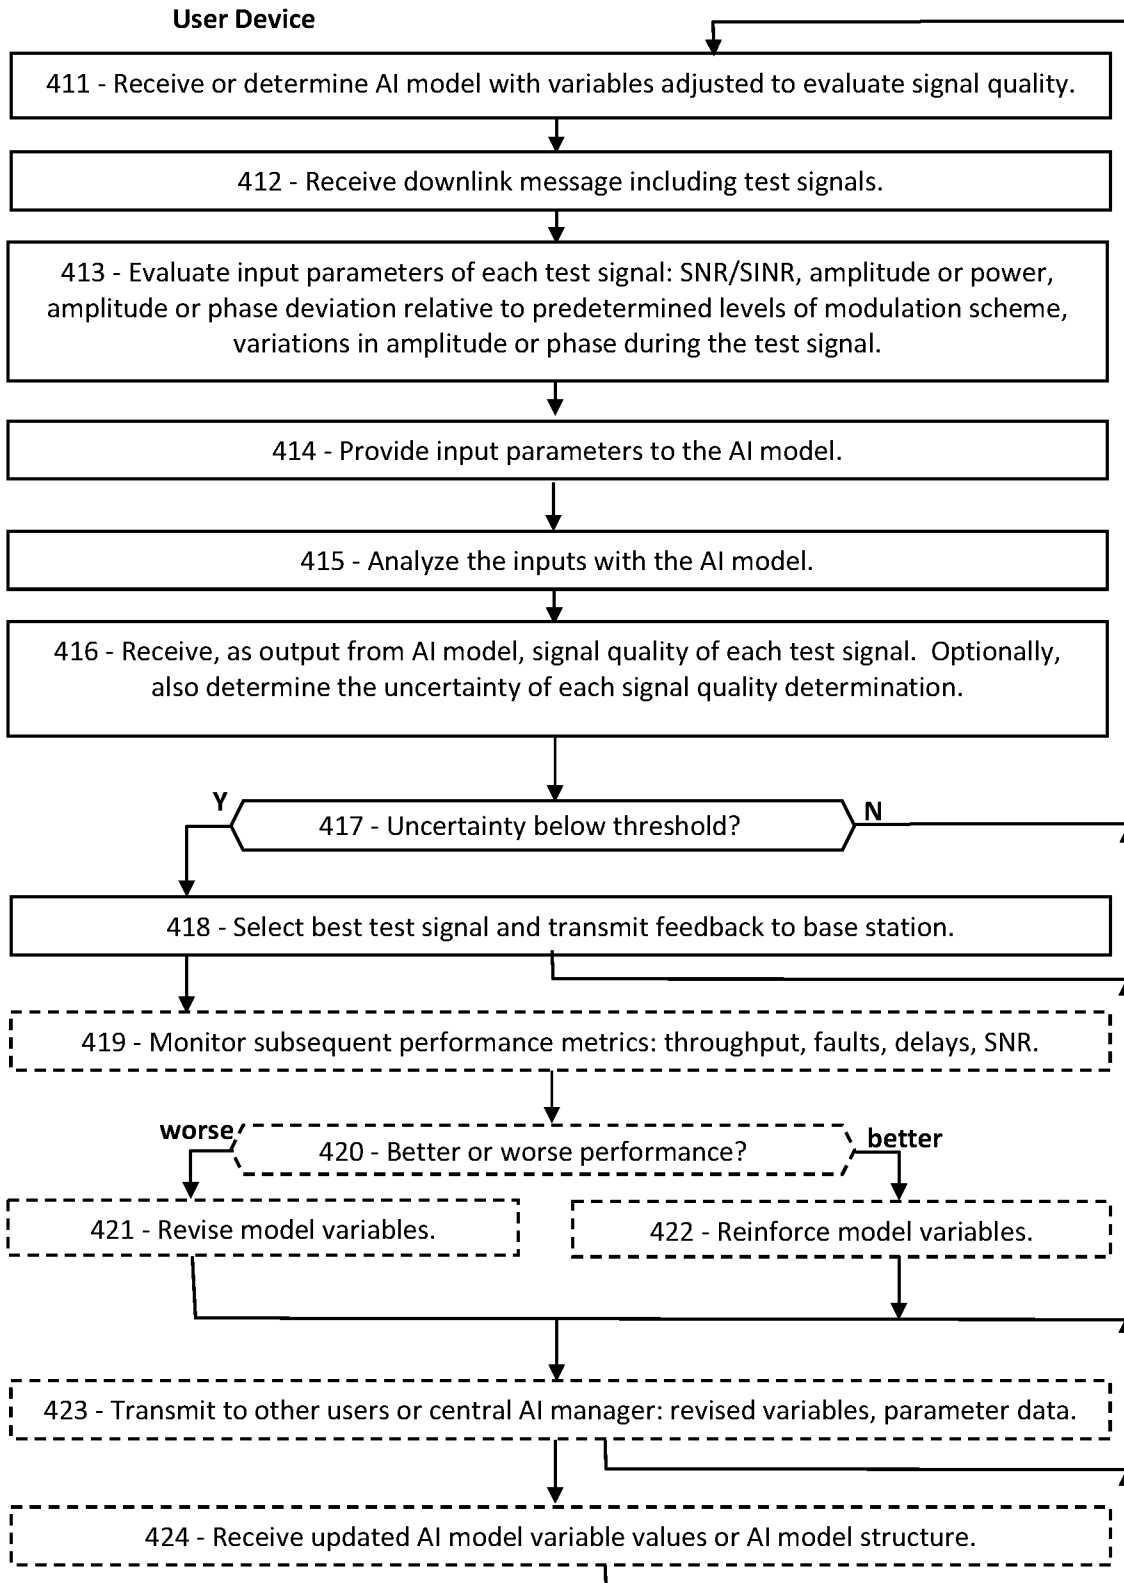 User Device
411 - Receive or determine AI model with variables adjusted to evaluate signal quality.
412 - Receive downlink message including test signals.
413 - Evaluate input parameters of each test signal: SNR/SINR, amplitude or power,
amplitude or phase deviation relative to predetermined levels of modulation scheme,
variations in amplitude or phase during the test signal.
414 - Provide input parameters to the AI model.
415 - Analyze the inputs with the AI model.
416 - Receive, as output from AI model, signal quality of each test signal.  Optionally,
also determine the uncertainty of each signal quality determination.
Y
417 - Uncertainty below threshold?
N
418 - Select best test signal and transmit feedback to base station.
419 - Monitor subsequent performance metrics: throughput, faults, delays, SNR.
worse
420 - Better or worse performance?
better
421 - Revise model variables.
422 - Reinforce model variables.
423 - Transmit to other users or central AI manager: revised variables, parameter data.
424 - Receive updated AI model variable values or AI model structure.